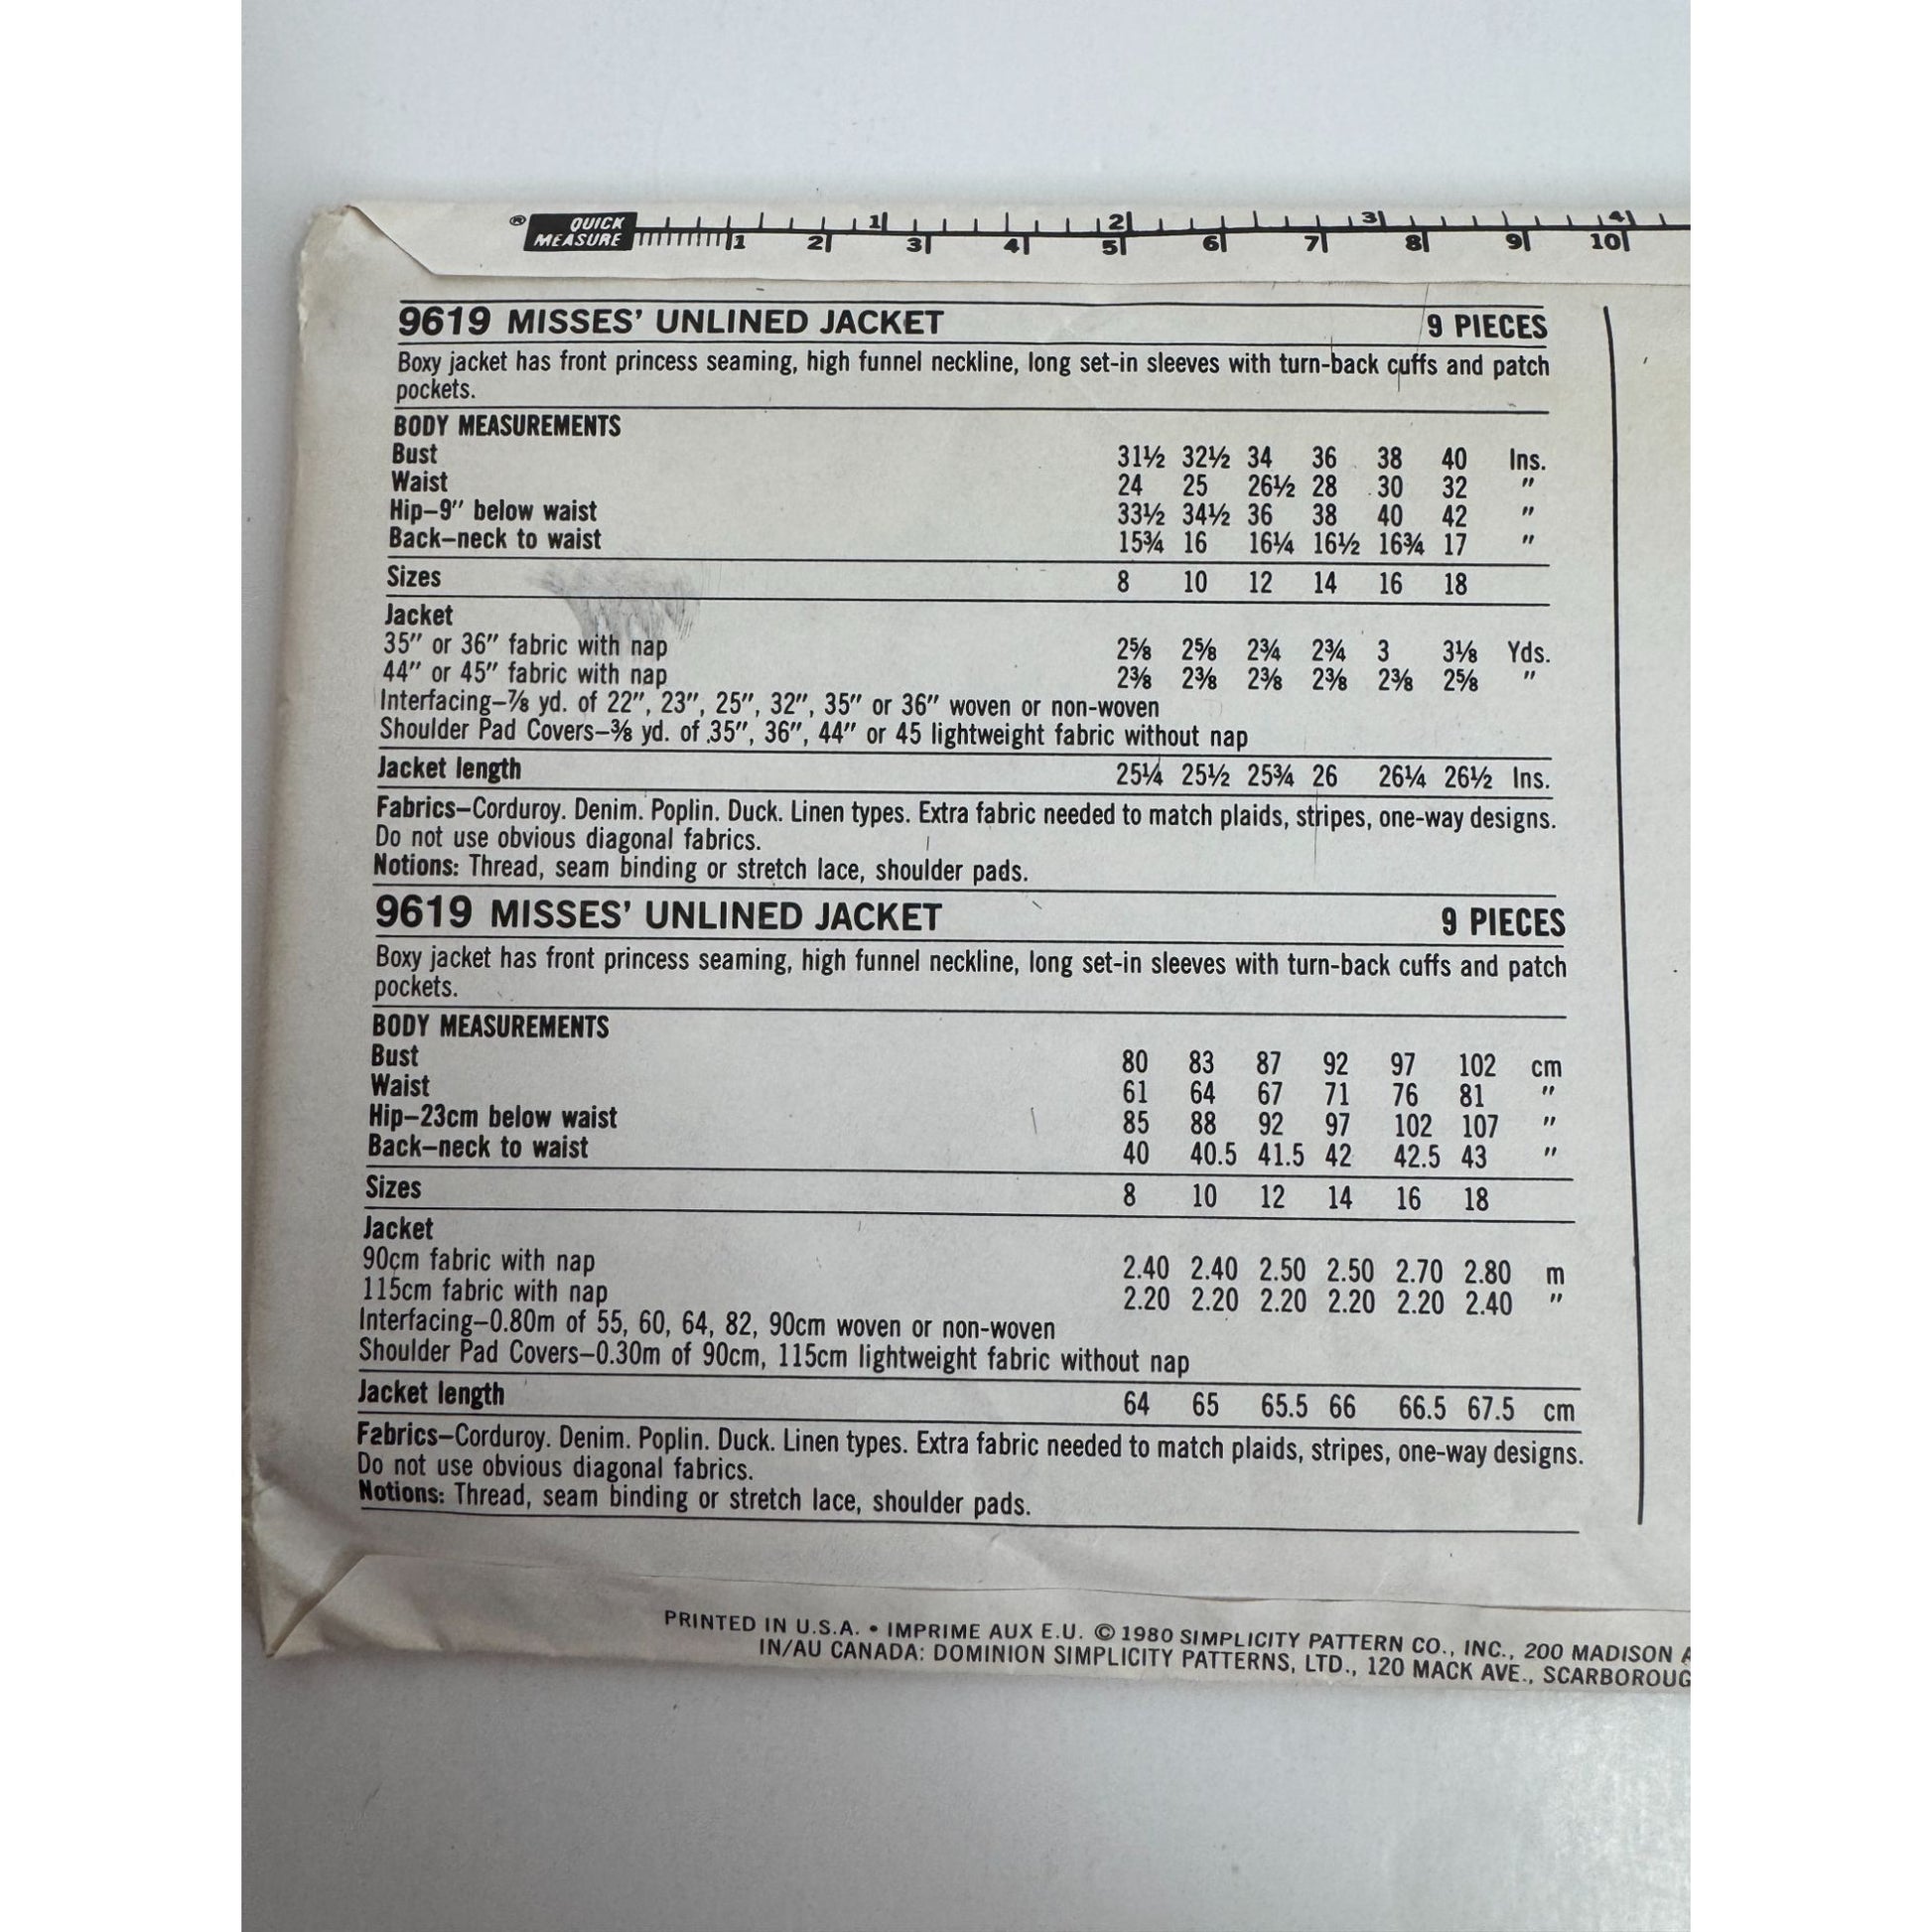 ® QUICK MEASURE
1 2 3 4
1 2 3 4 5 6 7 8 9 10
9619 MISSES' UNLINED JACKET 9 PIECES
Boxy jacket has front princess seaming, high funnel neckline, long set-in sleeves with turn-back cuffs and patch
pockets.
BODY MEASUREMENTS
Bust 31½ 32½ 34 36 38 40 Ins.
Waist 24 25 26½ 28 30 32 "
Hip–9" below waist 33½ 34½ 36 38 40 42 "
Back–neck to waist 15¾ 16 16¼ 16½ 16¾ 17 "
Sizes 8 10 12 14 16 18
Jacket
35" or 36" fabric with nap 2⅝ 2⅝ 2¾ 2¾ 3 3⅛ Yds.
44" or 45" fabric with nap 2⅜ 2⅜ 2⅜ 2⅜ 2⅜ 2⅝ "
Interfacing–⅞ yd. of 22", 23", 25", 32", 35" or 36" woven or non-woven
Shoulder Pad Covers–⅜ yd. of 35", 36", 44" or 45 lightweight fabric without nap
Jacket length 25¼ 25½ 25¾ 26 26¼ 26½ Ins.
Fabrics–Corduroy. Denim. Poplin. Duck. Linen types. Extra fabric needed to match plaids, stripes, one-way designs.
Do not use obvious diagonal fabrics.
Notions: Thread, seam binding or stretch lace, shoulder pads.
9619 MISSES' UNLINED JACKET 9 PIECES
Boxy jacket has front princess seaming, high funnel neckline, long set-in sleeves with turn-back cuffs and patch
pockets.
BODY MEASUREMENTS
Bust 80 83 87 92 97 102 cm
Waist 61 64 67 71 76 81 "
Hip–23cm below waist 85 88 92 97 102 107 "
Back–neck to waist 40 40.5 41.5 42 42.5 43 "
Sizes 8 10 12 14 16 18
Jacket
90cm fabric with nap 2.40 2.40 2.50 2.50 2.70 2.80 m
115cm fabric with nap 2.20 2.20 2.20 2.20 2.20 2.40 "
Interfacing–0.80m of 55, 60, 64, 82, 90cm woven or non-woven
Shoulder Pad Covers–0.30m of 90cm, 115cm lightweight fabric without nap
Jacket length 64 65 65.5 66 66.5 67.5 cm
Fabrics–Corduroy. Denim. Poplin. Duck. Linen types. Extra fabric needed to match plaids, stripes, one-way designs.
Do not use obvious diagonal fabrics.
Notions: Thread, seam binding or stretch lace, shoulder pads.
PRINTED IN U.S.A. • IMPRIME AUX E.U. © 1980 SIMPLICITY PATTERN CO., INC., 200 MADISON A
IN/AU CANADA: DOMINION SIMPLICITY PATTERNS, LTD., 120 MACK AVE., SCARBOROUG